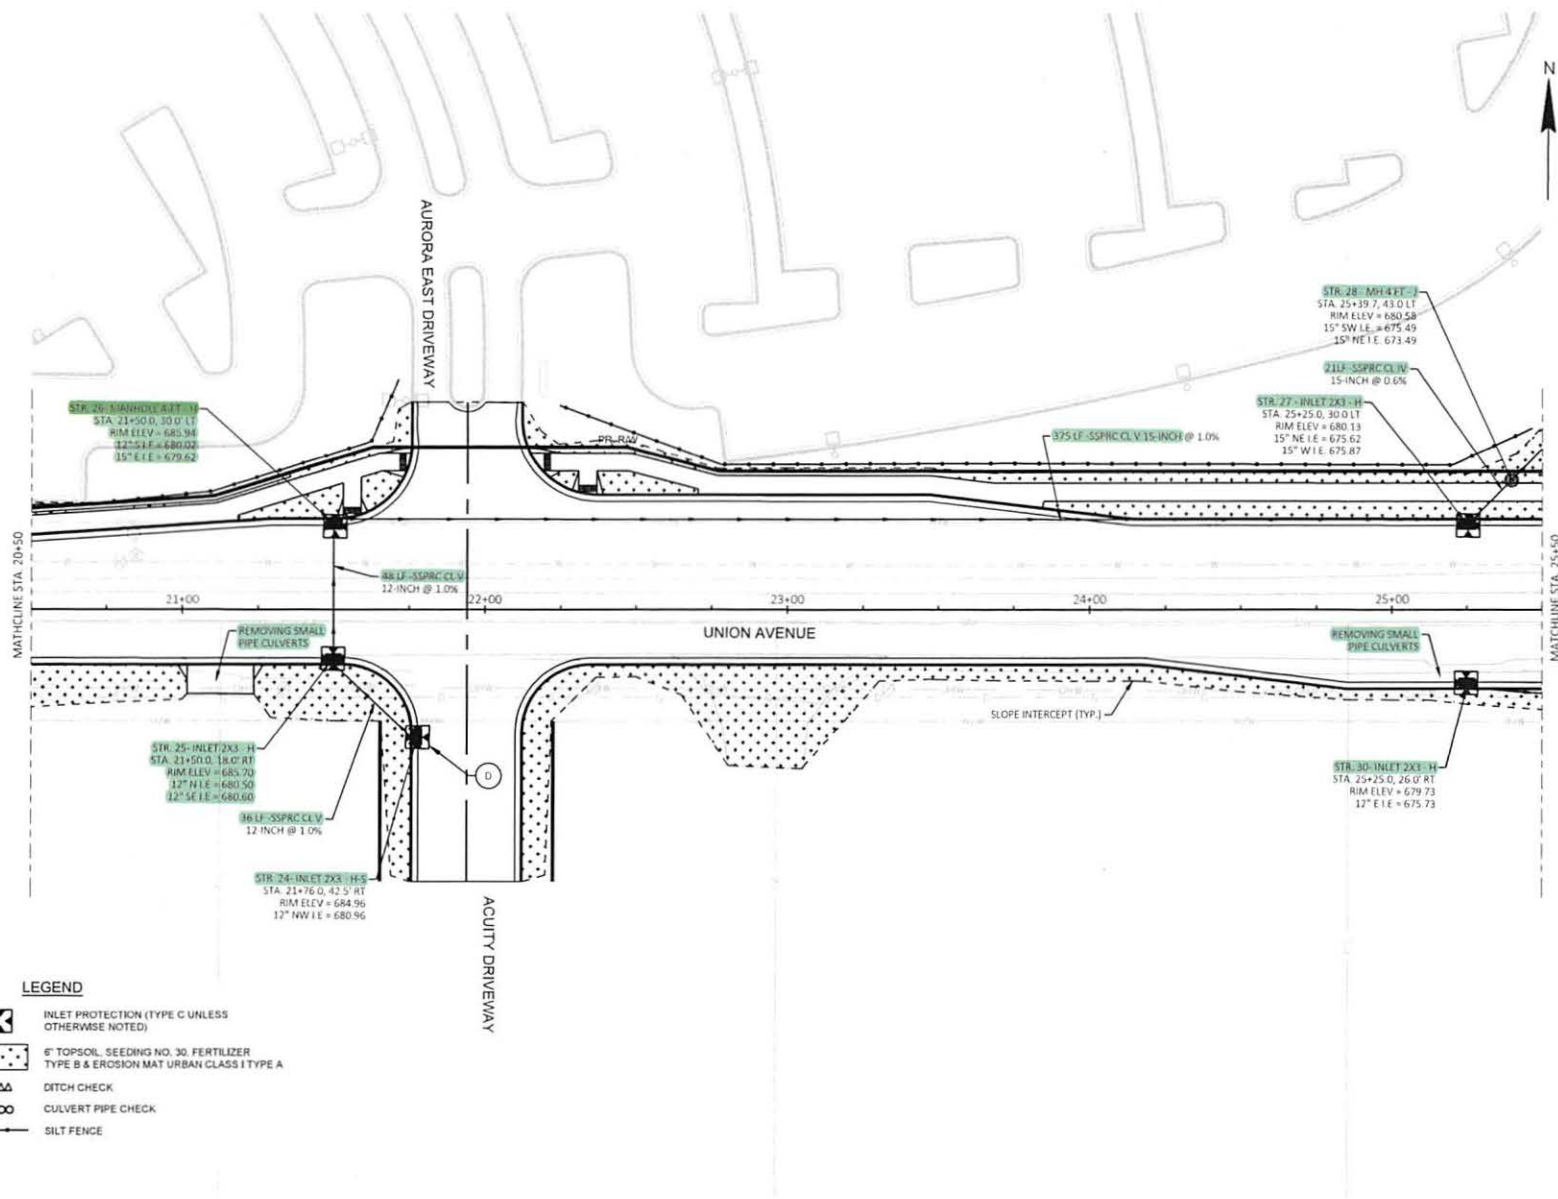 N
STR. 28 - MH 4 FT - J
STA. 25+39.7, 43.0 LT
RIM ELEV = 680.58
15" SW I.E. = 675.49
15" NE I.E. 673.49
21LF -SSPRC CL IV
15-INCH @ 0.6%
STR. 27 - INLET 2X3 - H
STA. 25+25.0, 30.0 LT
RIM ELEV = 680.13
15" NE I.E = 675.62
15" W I.E. 675.87
AURORA EAST DRIVEWAY
STR. 26- MANHOLE 4 FT - H
STA. 21+50.0, 30.0' LT
RIM ELEV = 685.94
12" S I.E = 680.02
15" E I.E = 679.62
PR. R/W
375 LF -SSPRC CL V 15-INCH @ 1.0%
48 LF -SSPRC CL V
12-INCH @ 1.0%
MATHCLINE STA. 20+50
MATCHLINE STA. 25+50
21+00
22+00
23+00
24+00
25+00
UNION AVENUE
REMOVING SMALL
PIPE CULVERTS
REMOVING SMALL
PIPE CULVERTS
SLOPE INTERCEPT (TYP.)
STR. 25- INLET 2X3 - H
STA. 21+50.0, 18.0' RT
RIM ELEV = 685.70
12" N I.E = 680.50
12" SE I.E = 680.60
D
STR. 30- INLET 2X3 - H
STA. 25+25.0, 26.0' RT
RIM ELEV = 679.73
12" E I.E = 675.73
36 LF -SSPRC CL V
12-INCH @ 1.0%
STR. 24- INLET 2X3 - H-S
STA. 21+76.0, 42.5' RT
RIM ELEV = 684.96
12" NW I.E = 680.96
ACUITY DRIVEWAY
LEGEND
INLET PROTECTION (TYPE C UNLESS
OTHERWISE NOTED)
6" TOPSOIL, SEEDING NO. 30, FERTILIZER
TYPE B & EROSION MAT URBAN CLASS I TYPE A
DITCH CHECK
CULVERT PIPE CHECK
SILT FENCE